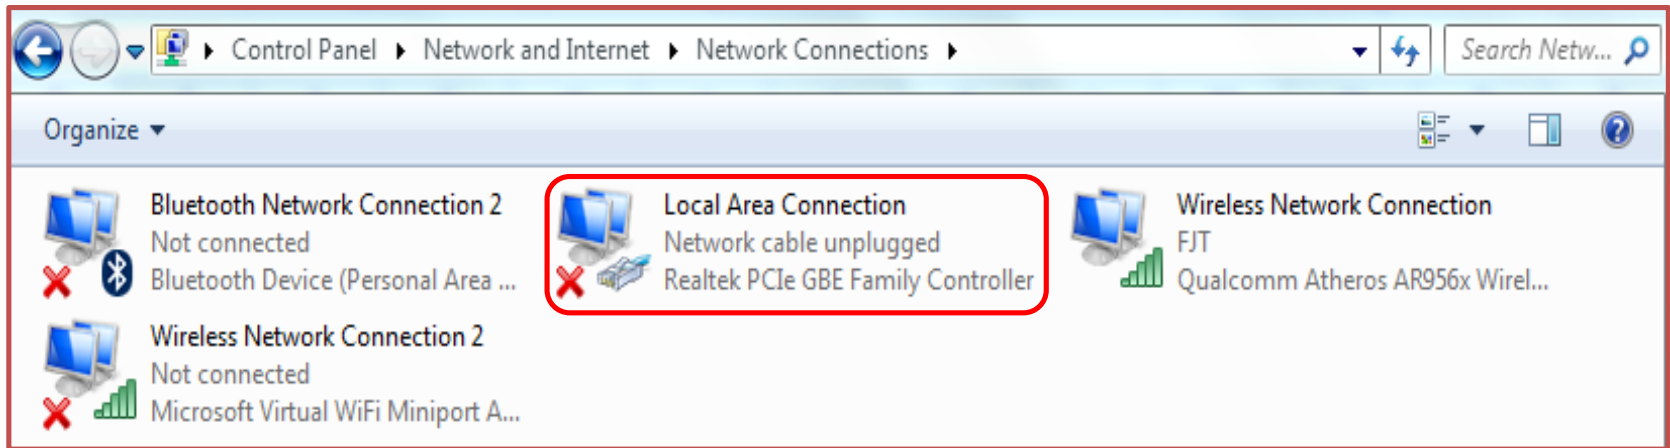 Control Panel ▸ Network and Internet ▸ Network Connections ▸
Search Netw...
Organize
Bluetooth Network Connection 2
Not connected
Bluetooth Device (Personal Area ...
Local Area Connection
Network cable unplugged
Realtek PCIe GBE Family Controller
Wireless Network Connection
FJT
Qualcomm Atheros AR956x Wirel...
Wireless Network Connection 2
Not connected
Microsoft Virtual WiFi Miniport A...